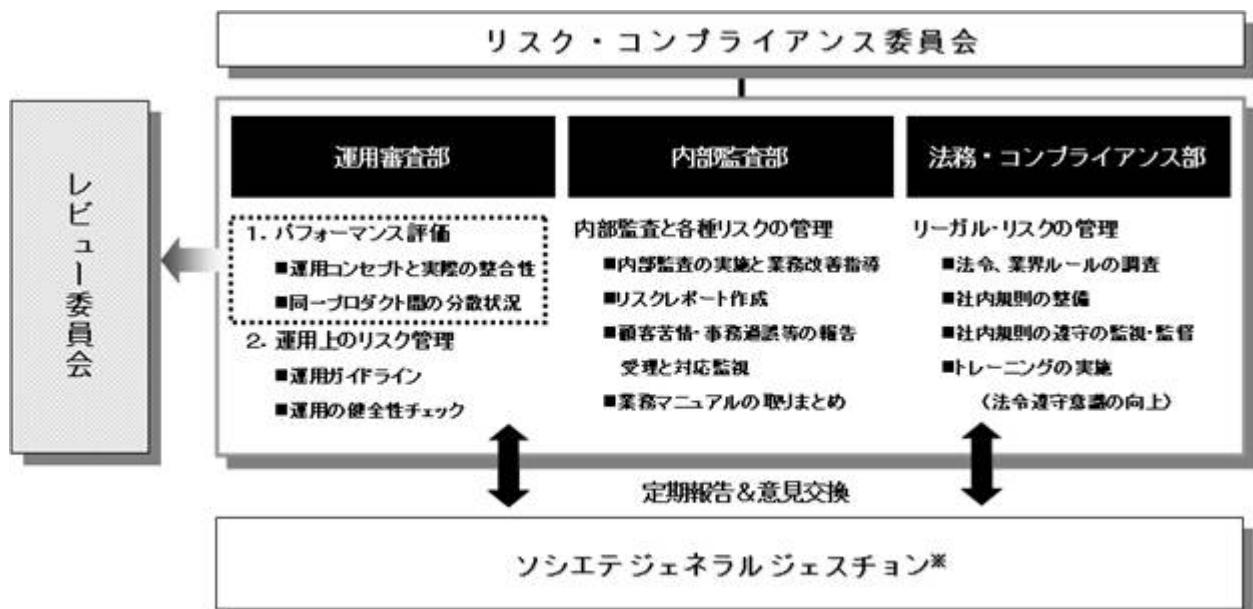 リスク・コンプライアンス委員会
レビュー委員会
運用審査部
1. パフォーマンス評価
■運用コンセプトと実際の整合性
■同一プロダクト間の分散状況
2. 運用上のリスク管理
■運用ガイドライン
■運用の健全性チェック
内部監査部
内部監査と各種リスクの管理
■内部監査の実施と業務改善指導
■リスクレポート作成
■顧客苦情・事務過誤等の報告
受理と対応監視
■業務マニュアルの取りまとめ
法務・コンプライアンス部
リーガル・リスクの管理
■法令、業界ルールの調査
■社内規則の整備
■社内規則の遵守の監視・監督
■トレーニングの実施
(法令遵守意識の向上)
定期報告&意見交換
ソシエテ ジェネラル ジェスチョン※